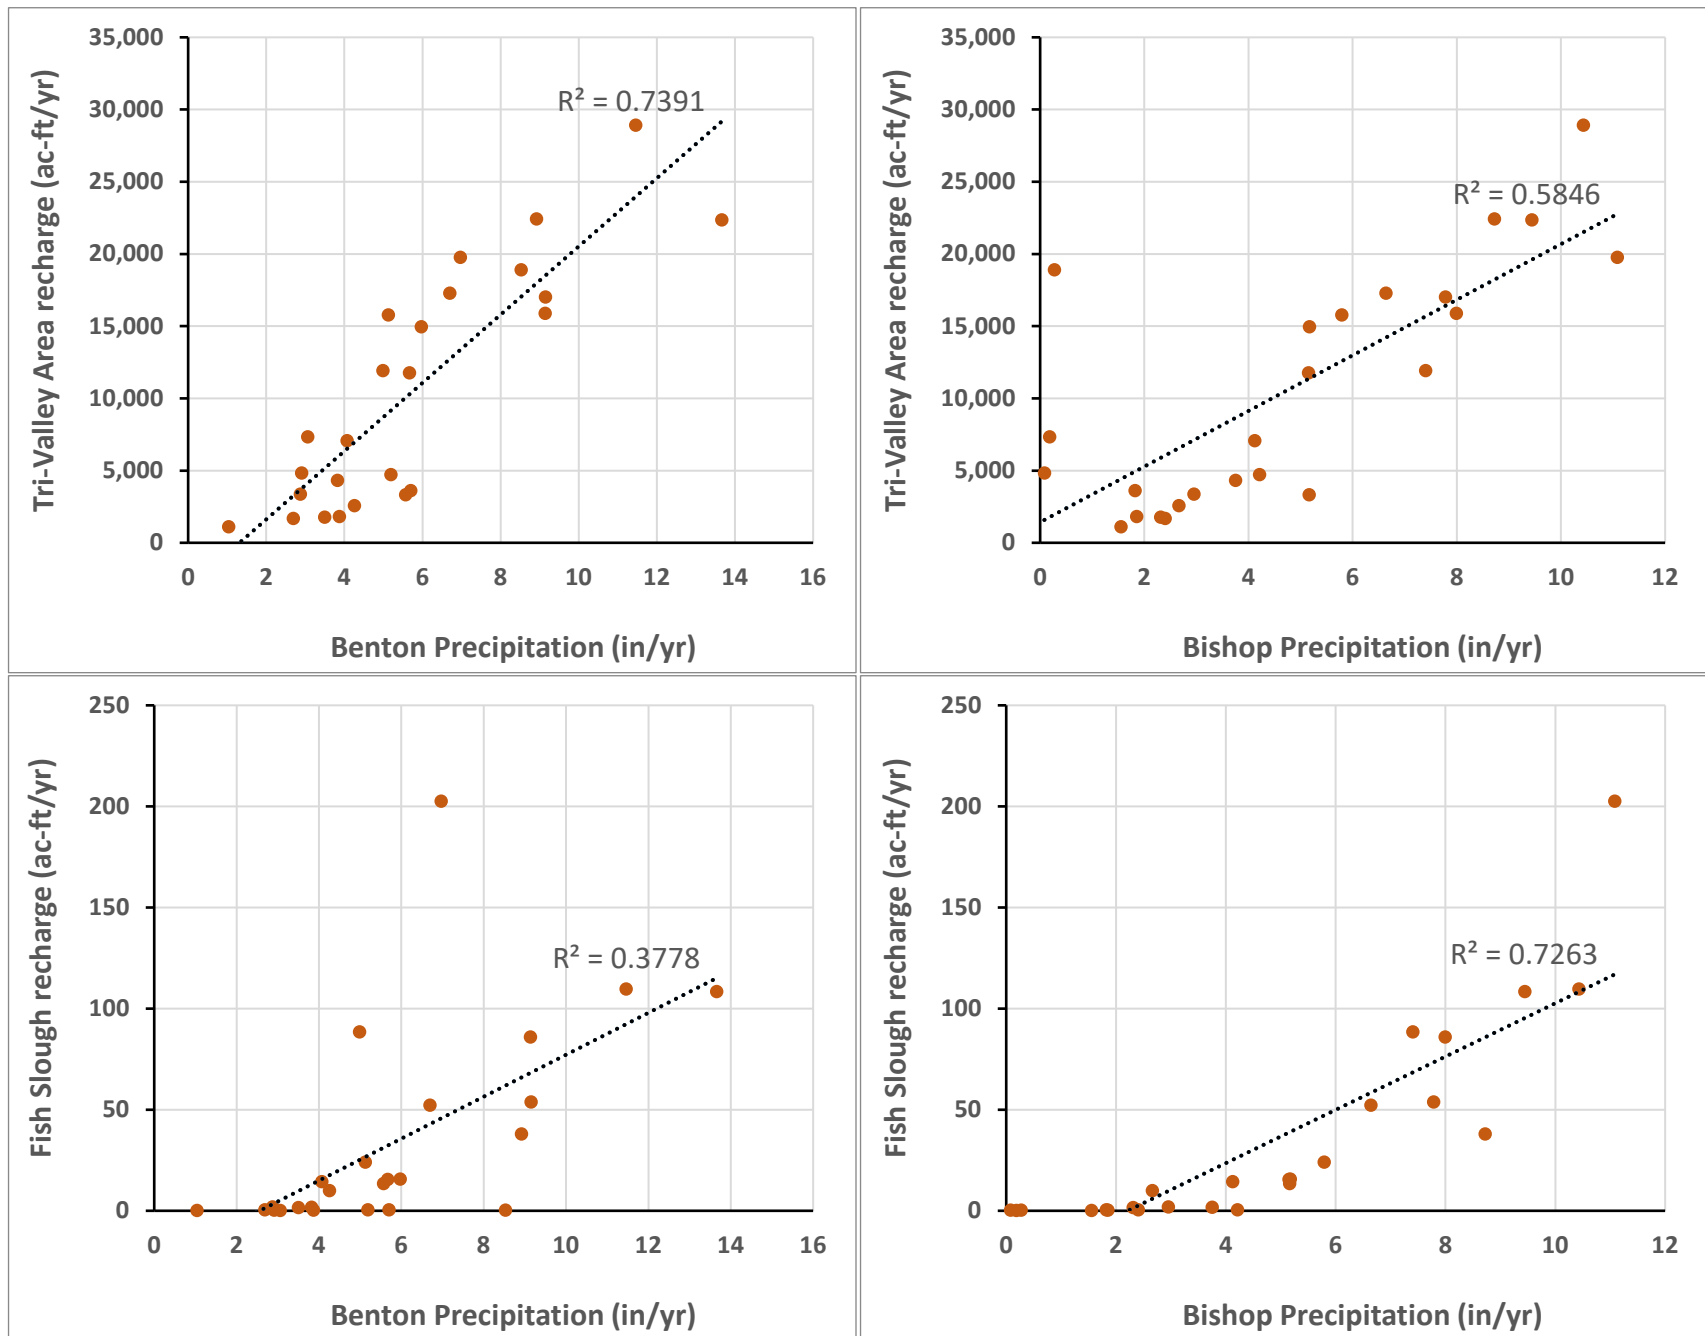 35,000
30,000
25,000
20,000
15,000
10,000
5,000
0
Tri-Valley Area recharge (ac-ft/yr)
R² = 0.7391
0 2 4 6 8 10 12 14 16
Benton Precipitation (in/yr)
35,000
30,000
25,000
20,000
15,000
10,000
5,000
0
Tri-Valley Area recharge (ac-ft/yr)
R² = 0.5846
0 2 4 6 8 10 12
Bishop Precipitation (in/yr)
250
200
150
100
50
0
Fish Slough recharge (ac-ft/yr)
R² = 0.3778
0 2 4 6 8 10 12 14 16
Benton Precipitation (in/yr)
250
200
150
100
50
0
Fish Slough recharge (ac-ft/yr)
R² = 0.7263
0 2 4 6 8 10 12
Bishop Precipitation (in/yr)